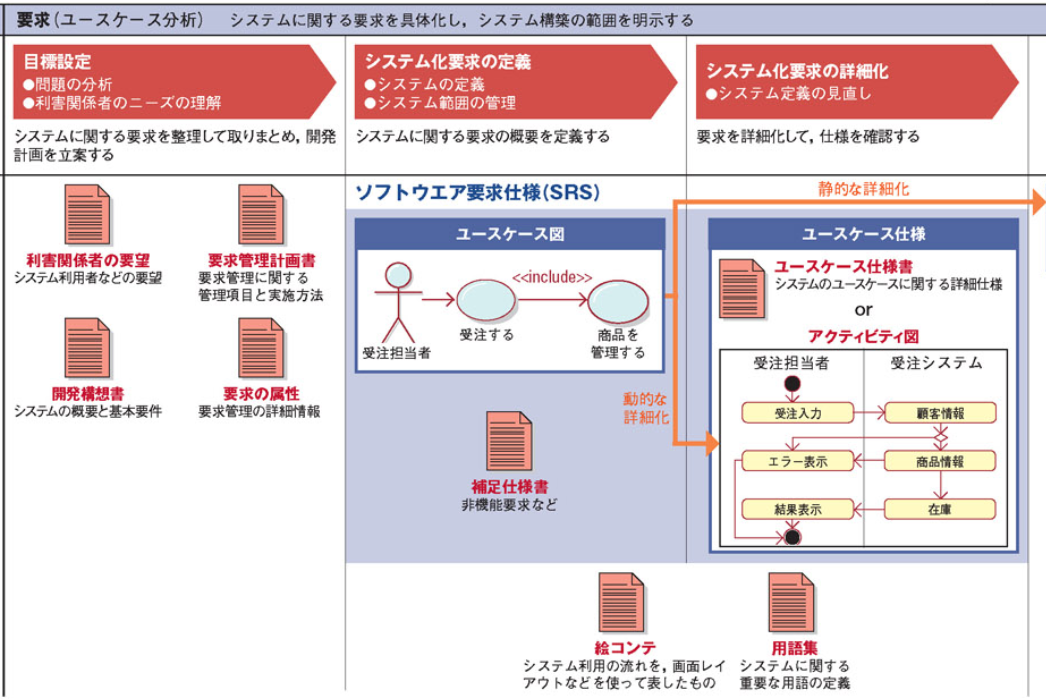 要求(ユースケース分析) システムに関する要求を具体化し，システム構築の範囲を明示する
目標設定
●問題の分析
●利害関係者のニーズの理解
システムに関する要求を整理して取りまとめ，開発
計画を立案する
システム化要求の定義
●システムの定義
●システム範囲の管理
システムに関する要求の概要を定義する
システム化要求の詳細化
●システム定義の見直し
要求を詳細化して，仕様を確認する
利害関係者の要望
システム利用者などの要望
要求管理計画書
要求管理に関する
管理項目と実施方法
開発構想書
システムの概要と基本要件
要求の属性
要求管理の詳細情報
ソフトウエア要求仕様(SRS)
ユースケース図
<<include>>
受注担当者
受注する
商品を
管理する
補足仕様書
非機能要求など
静的な詳細化
動的な
詳細化
ユースケース仕様
ユースケース仕様書
システムのユースケースに関する詳細仕様
or
アクティビティ図
受注担当者
受注システム
受注入力
顧客情報
エラー表示
商品情報
結果表示
在庫
絵コンテ
システム利用の流れを，画面レイ
アウトなどを使って表したもの
用語集
システムに関する
重要な用語の定義